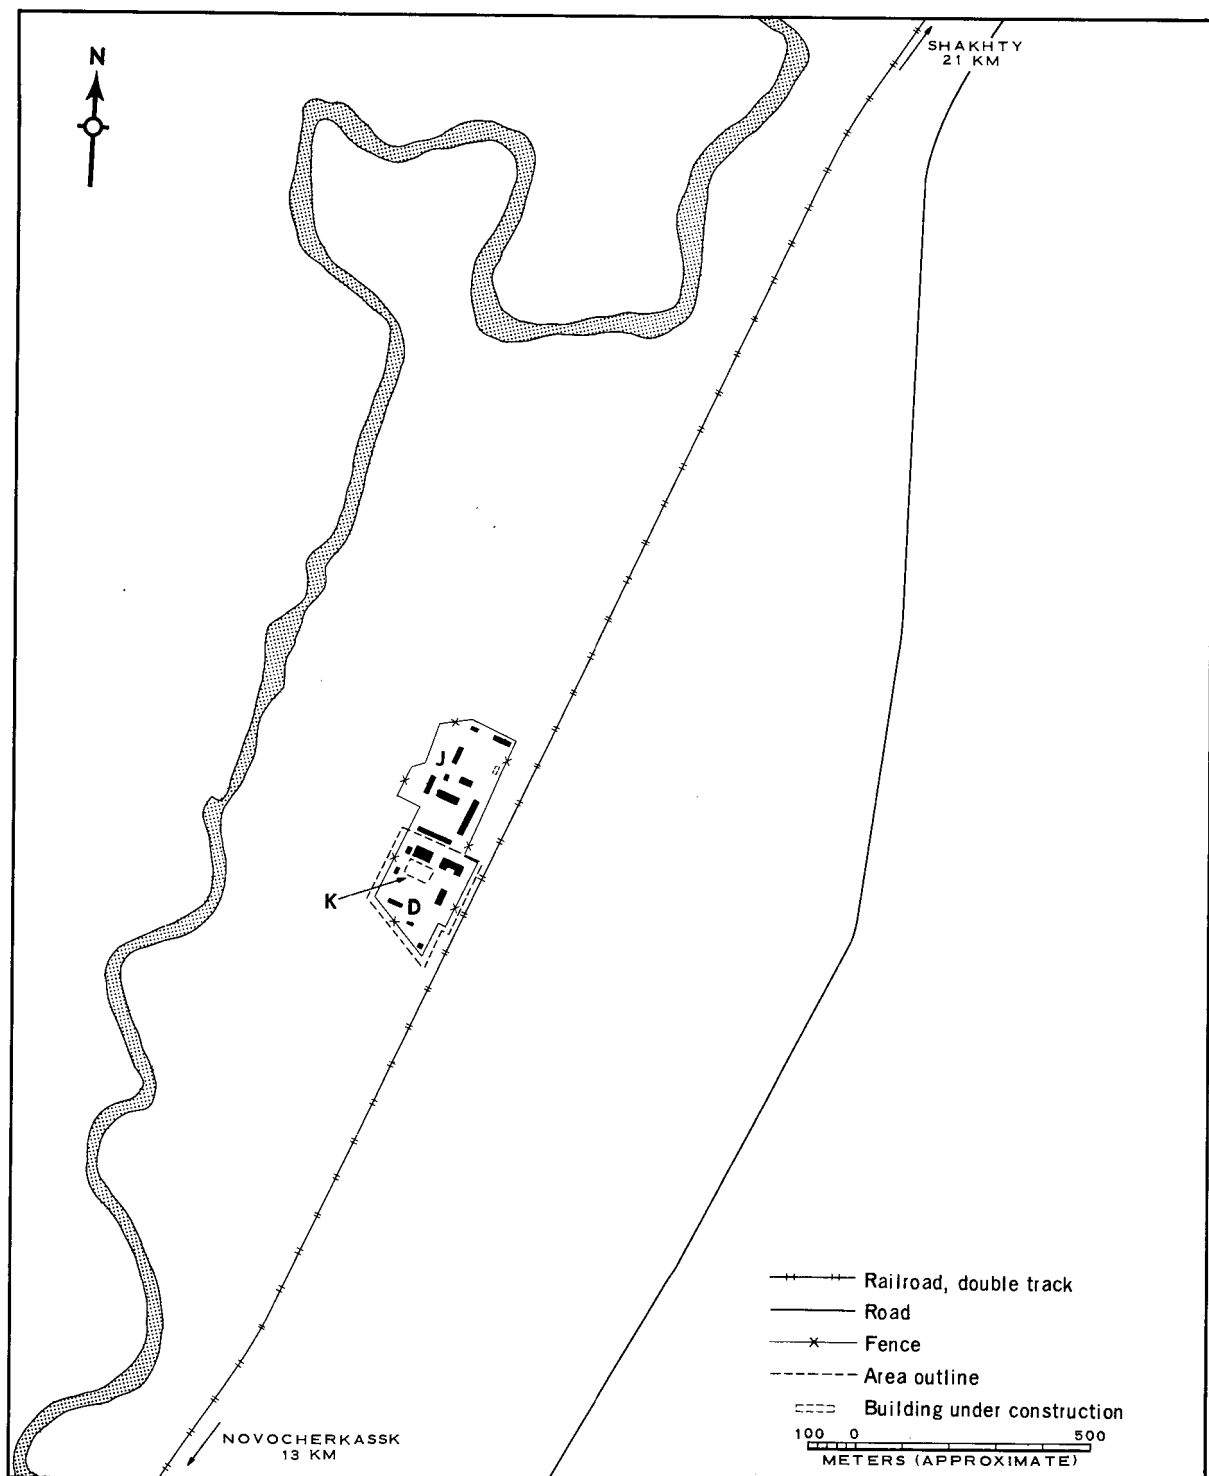 N
SHAKHTY
21 KM
J
K
D
Railroad, double track
Road
Fence
Area outline
Building under construction
100 0 500
METERS (APPROXIMATE)
NOVOCHERKASSK
13 KM